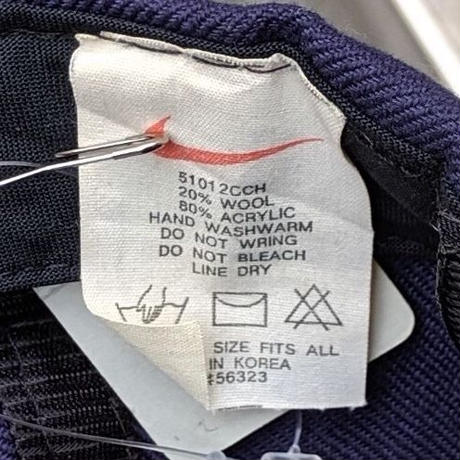 51012CCH
20% WOOL
80% ACRYLIC
HAND WASHWARM
DO NOT WRING
DO NOT BLEACH
LINE DRY
SIZE FITS ALL
IN KOREA
56323